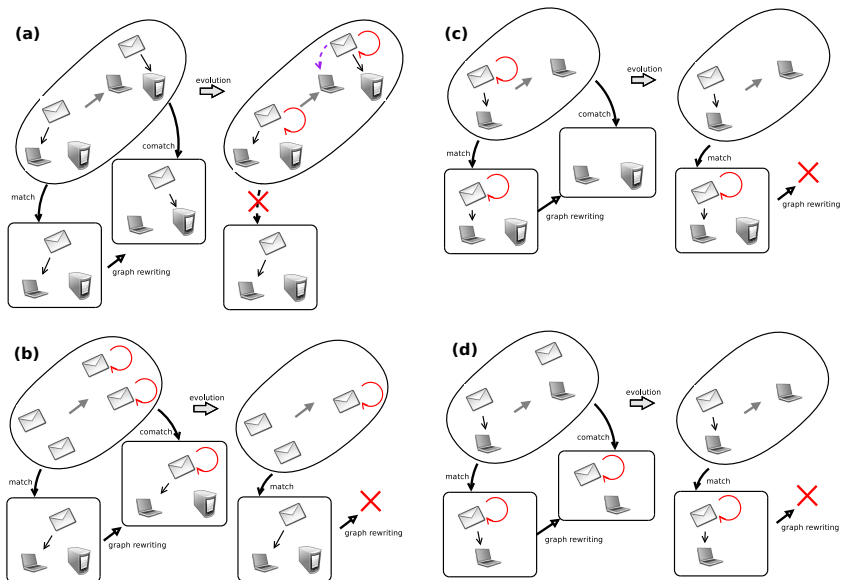 (a)
evolution
comatch
match
graph rewriting
(c)
evolution
comatch
match
match
graph rewriting
graph rewriting
(b)
evolution
comatch
match
match
graph rewriting
graph rewriting
(d)
evolution
comatch
match
match
graph rewriting
graph rewriting